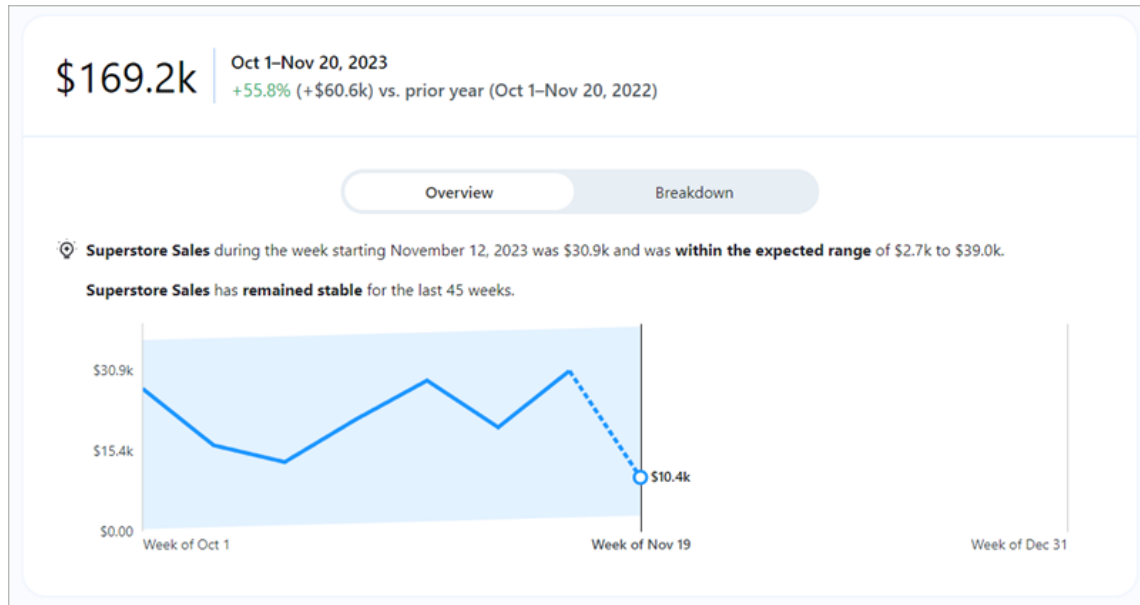 $169.2k
Oct 1–Nov 20, 2023
+55.8% (+$60.6k) vs. prior year (Oct 1–Nov 20, 2022)
Overview
Breakdown
Superstore Sales during the week starting November 12, 2023 was $30.9k and was within the expected range of $2.7k to $39.0k.
Superstore Sales has remained stable for the last 45 weeks.
$30.9k
$15.4k
$10.4k
$0.00
Week of Oct 1
Week of Nov 19
Week of Dec 31